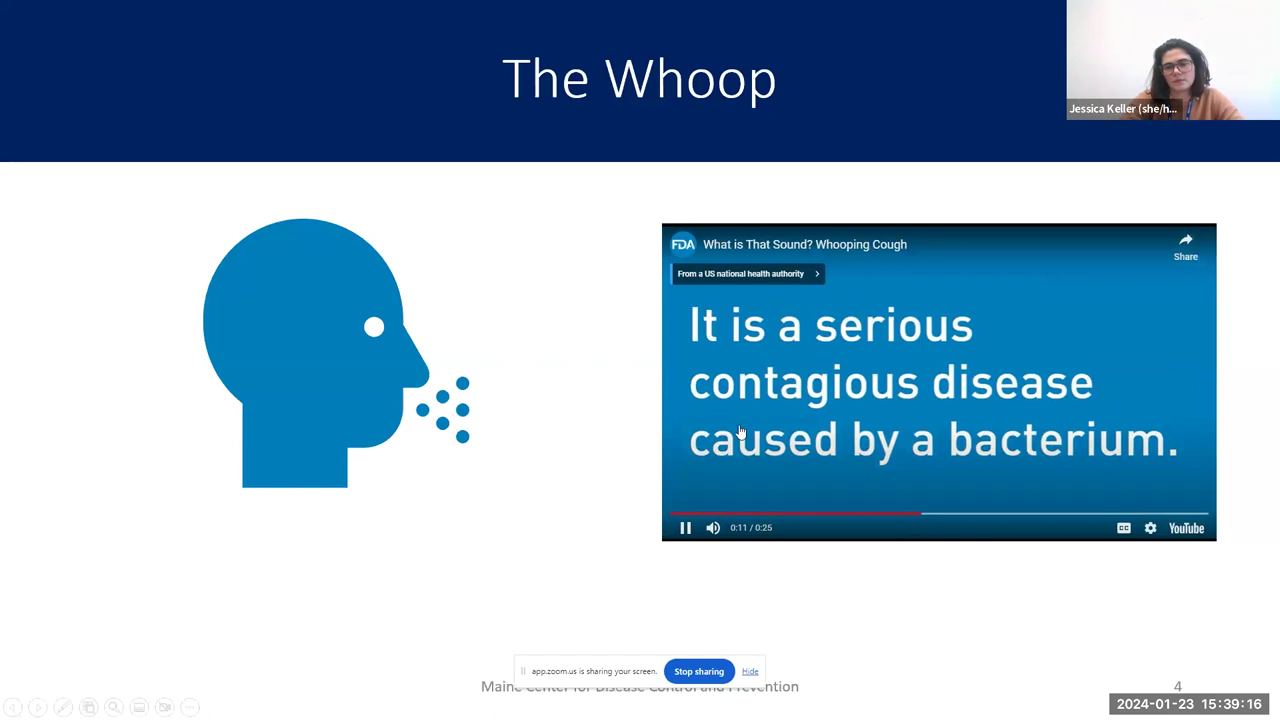 The Whoop
Jessica Keller (she/h...
FDA What is That Sound? Whooping Cough
Share
From a US national health authority
It is a serious
contagious disease
caused by a bacterium.
0:11 / 0:25
CC
YouTube
app.zoom.us is sharing your screen. Stop sharing Hide
Maine Center for Disease Control and Prevention
4
2024-01-23 15:39:16